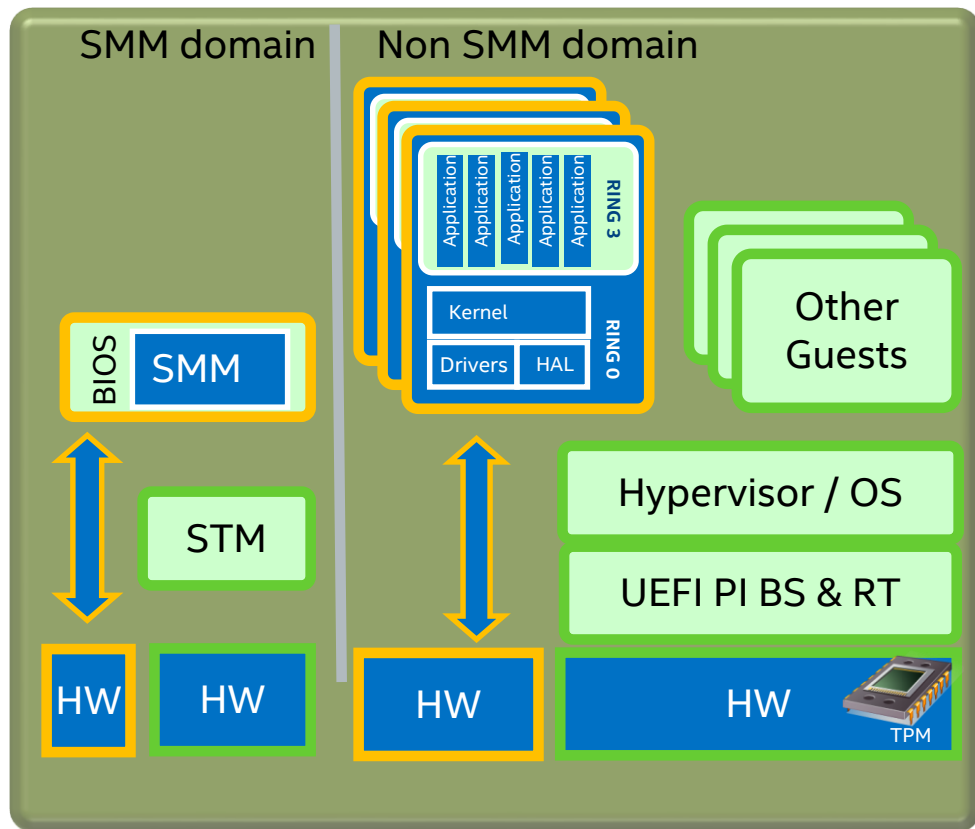 SMM domain
Non SMM domain
Application
Application
Application
Application
Application
RING 3
Kernel
Drivers
HAL
RING 0
Other
Guests
BIOS
SMM
Hypervisor / OS
STM
UEFI PI BS & RT
HW
HW
HW
HW
TPM